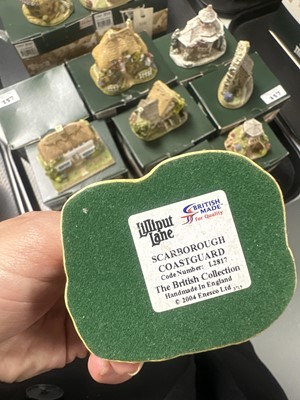 Lilliput
Lane
BRITISH
MADE
for Quality
SCARBOROUGH
COASTGUARD
Code Number: L2817
The British Collection
Handmade In England
© 2004 Enesco Ltd